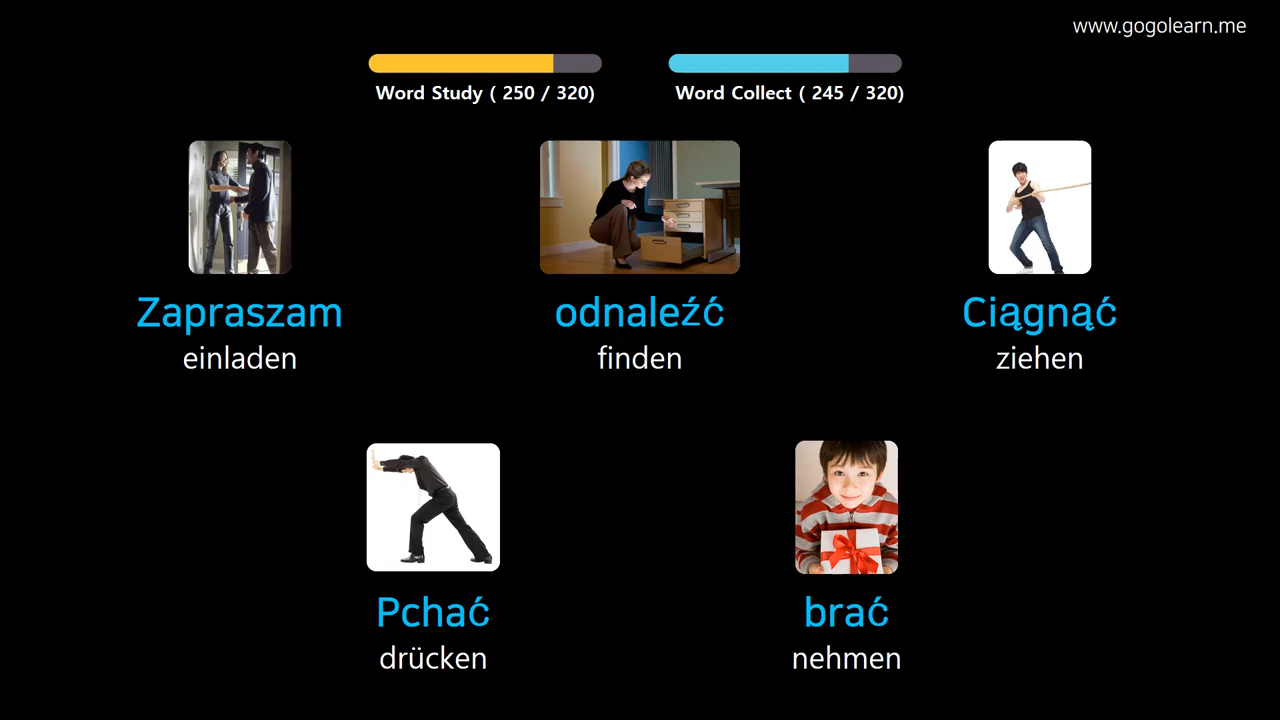 www.gogolearn.me
Word Study ( 250 / 320)
Word Collect ( 245 / 320)
Zapraszam
einladen
odnaleźć
finden
Ciągnąć
ziehen
Pchać
drücken
brać
nehmen